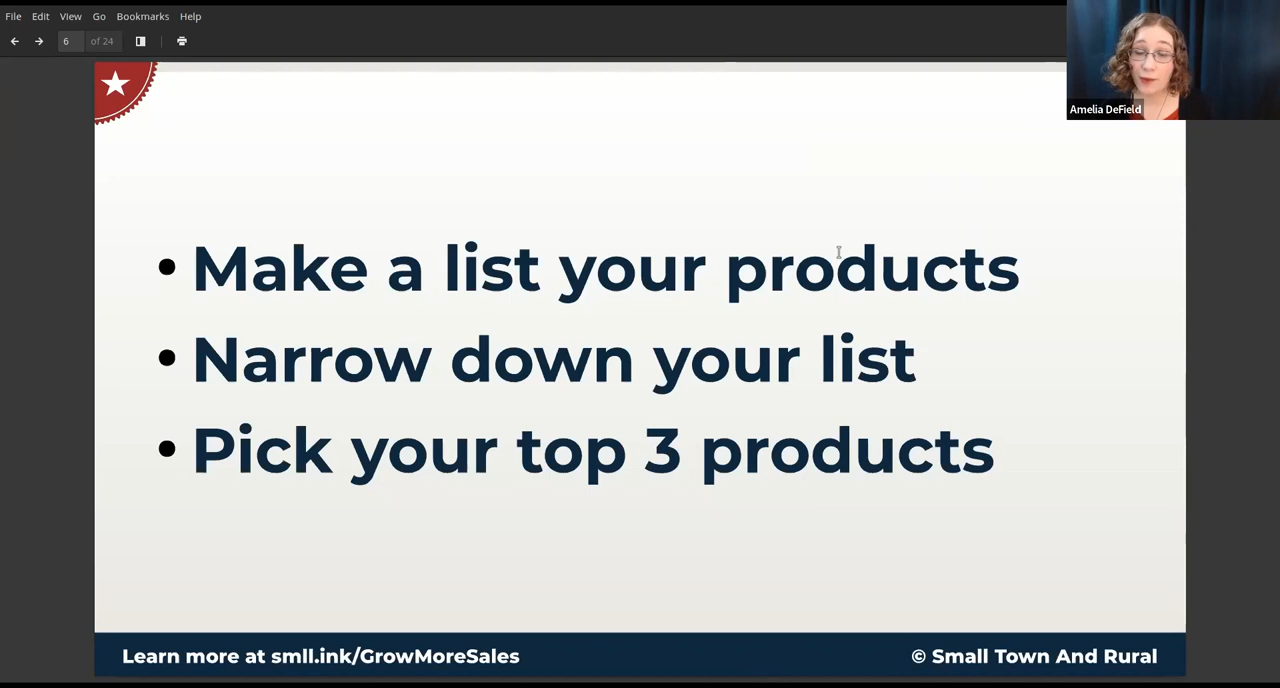 File Edit View Go Bookmarks Help
6 of 24
Amelia DeField
• Make a list your products
• Narrow down your list
• Pick your top 3 products
Learn more at smll.ink/GrowMoreSales
© Small Town And Rural